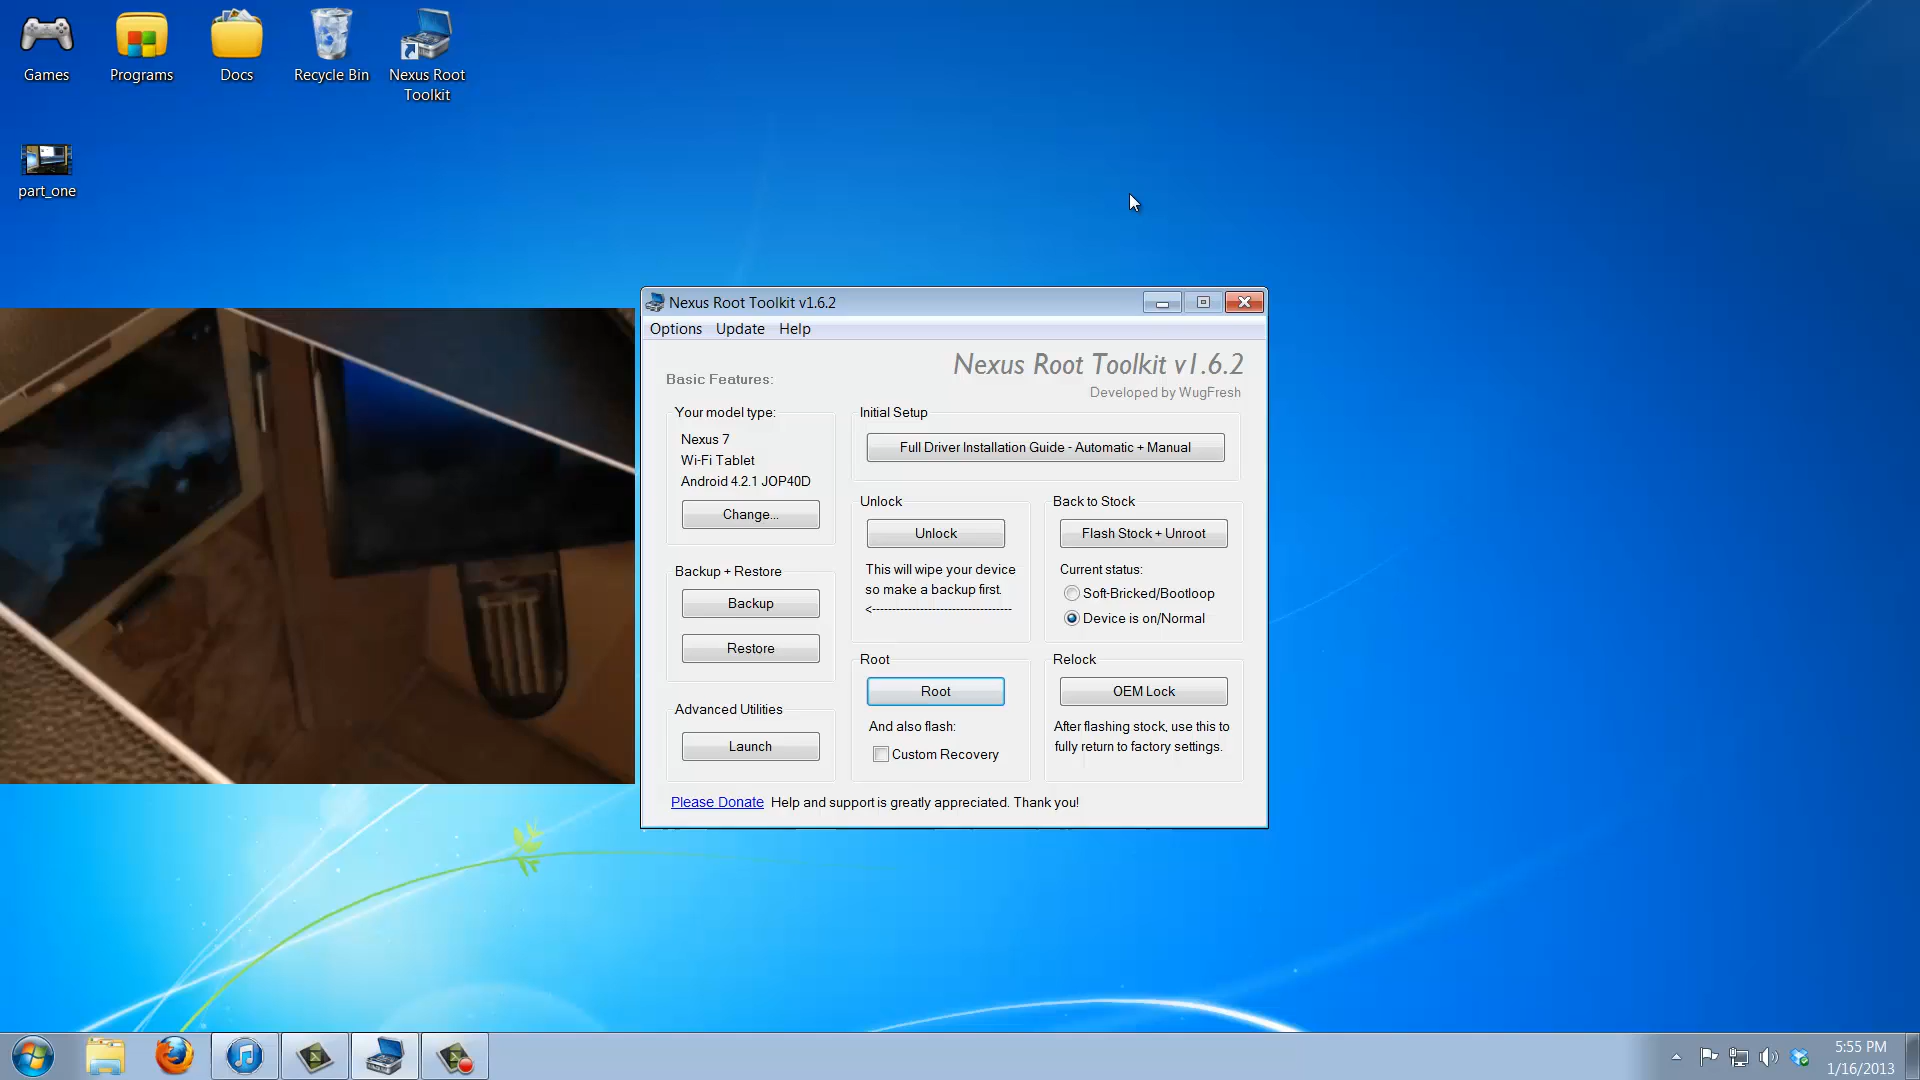 Games
Programs
Docs
Recycle Bin
Nexus Root
Toolkit
part_one
Nexus Root Toolkit v1.6.2
Options Update Help
Nexus Root Toolkit v1.6.2
Developed by WugFresh
Basic Features:
Your model type:
Nexus 7
Wi-Fi Tablet
Android 4.2.1 JOP40D
Change...
Initial Setup
Full Driver Installation Guide - Automatic + Manual
Unlock
Unlock
This will wipe your device
so make a backup first.
<-----------------------------------
Back to Stock
Flash Stock + Unroot
Current status:
Soft-Bricked/Bootloop
Device is on/Normal
Backup + Restore
Backup
Restore
Root
Root
And also flash:
Custom Recovery
Relock
OEM Lock
After flashing stock, use this to
fully return to factory settings.
Advanced Utilities
Launch
Please Donate Help and support is greatly appreciated. Thank you!
5:55 PM
1/16/2013